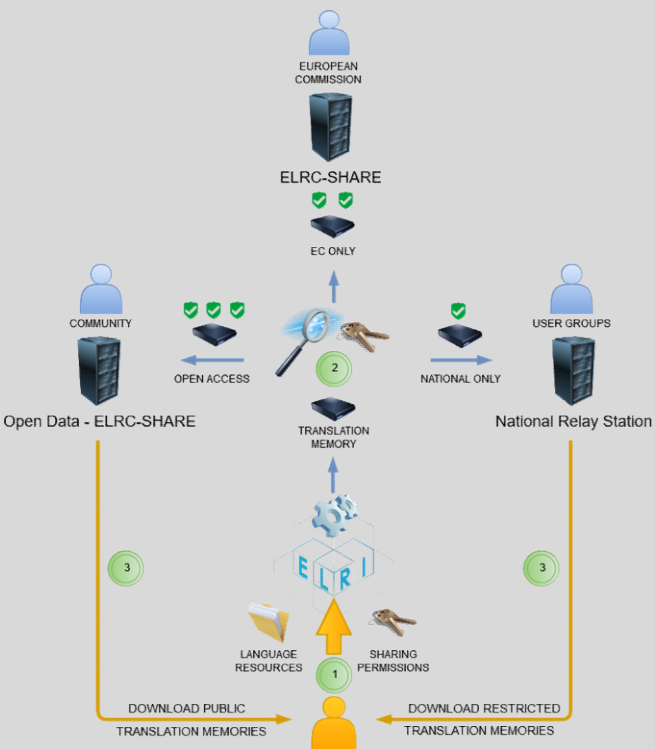 EUROPEAN
COMMISSION
ELRC-SHARE
EC ONLY
COMMUNITY
OPEN ACCESS
Open Data - ELRC-SHARE
2
NATIONAL ONLY
USER GROUPS
National Relay Station
TRANSLATION
MEMORY
ELRI
3
3
LANGUAGE
RESOURCES
SHARING
PERMISSIONS
1
DOWNLOAD PUBLIC
TRANSLATION MEMORIES
DOWNLOAD RESTRICTED
TRANSLATION MEMORIES